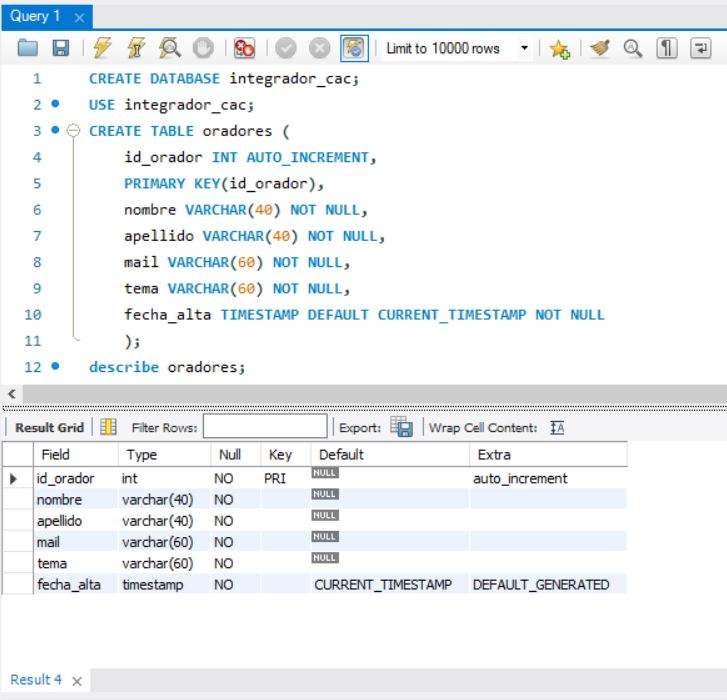 Query 1
Limit to 10000 rows
1 CREATE DATABASE integrador_cac;
2 USE integrador_cac;
3 CREATE TABLE oradores (
4 id_orador INT AUTO_INCREMENT,
5 PRIMARY KEY(id_orador),
6 nombre VARCHAR(40) NOT NULL,
7 apellido VARCHAR(40) NOT NULL,
8 mail VARCHAR(60) NOT NULL,
9 tema VARCHAR(60) NOT NULL,
10 fecha_alta TIMESTAMP DEFAULT CURRENT_TIMESTAMP NOT NULL
11 );
12 describe oradores;
Result Grid Filter Rows: Export: Wrap Cell Content: IA
Field Type Null Key Default Extra
id_orador int NO PRI NULL auto_increment
nombre varchar(40) NO NULL
apellido varchar(40) NO NULL
mail varchar(60) NO NULL
tema varchar(60) NO NULL
fecha_alta timestamp NO CURRENT_TIMESTAMP DEFAULT_GENERATED
Result 4